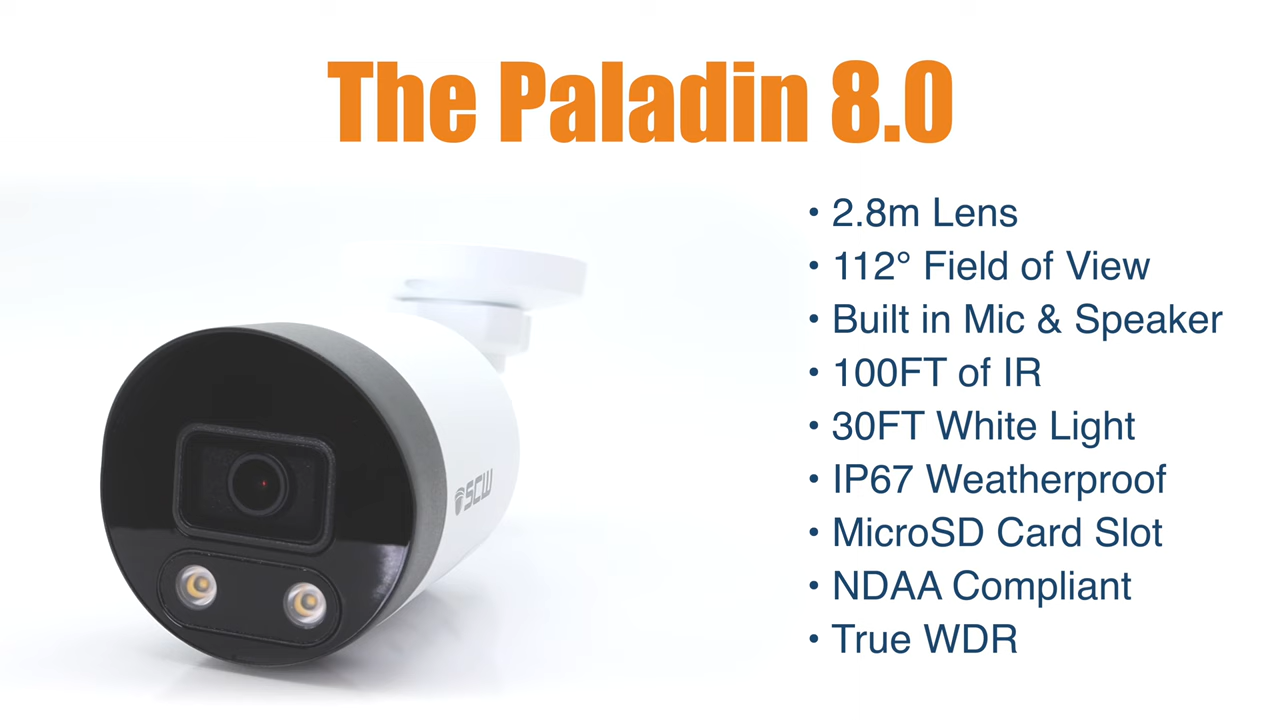 The Paladin 8.0
• 2.8m Lens
• 112° Field of View
• Built in Mic & Speaker
• 100FT of IR
• 30FT White Light
• IP67 Weatherproof
• MicroSD Card Slot
• NDAA Compliant
• True WDR
SCW